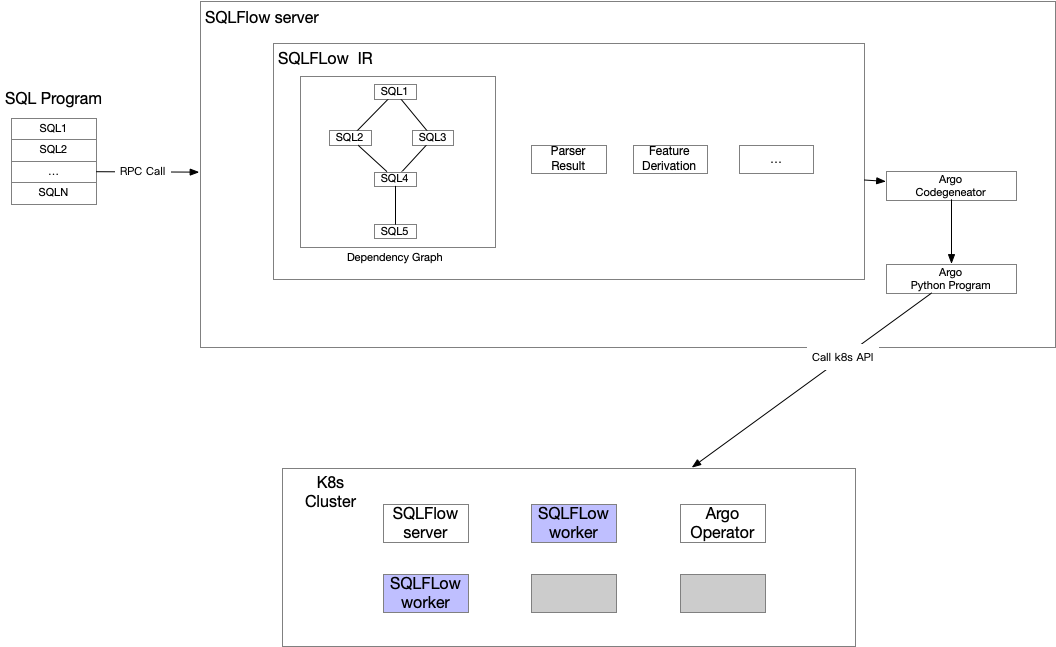 SQLFlow server
SQLFLow IR
SQL Program
SQL1
SQL2
...
SQLN
RPC Call
SQL1
SQL2
SQL3
SQL4
SQL5
Dependency Graph
Parser
Result
Feature
Derivation
...
Argo
Codegeneator
Argo
Python Program
Call k8s API
K8s
Cluster
SQLFlow
server
SQLFLow
worker
Argo
Operator
SQLFLow
worker